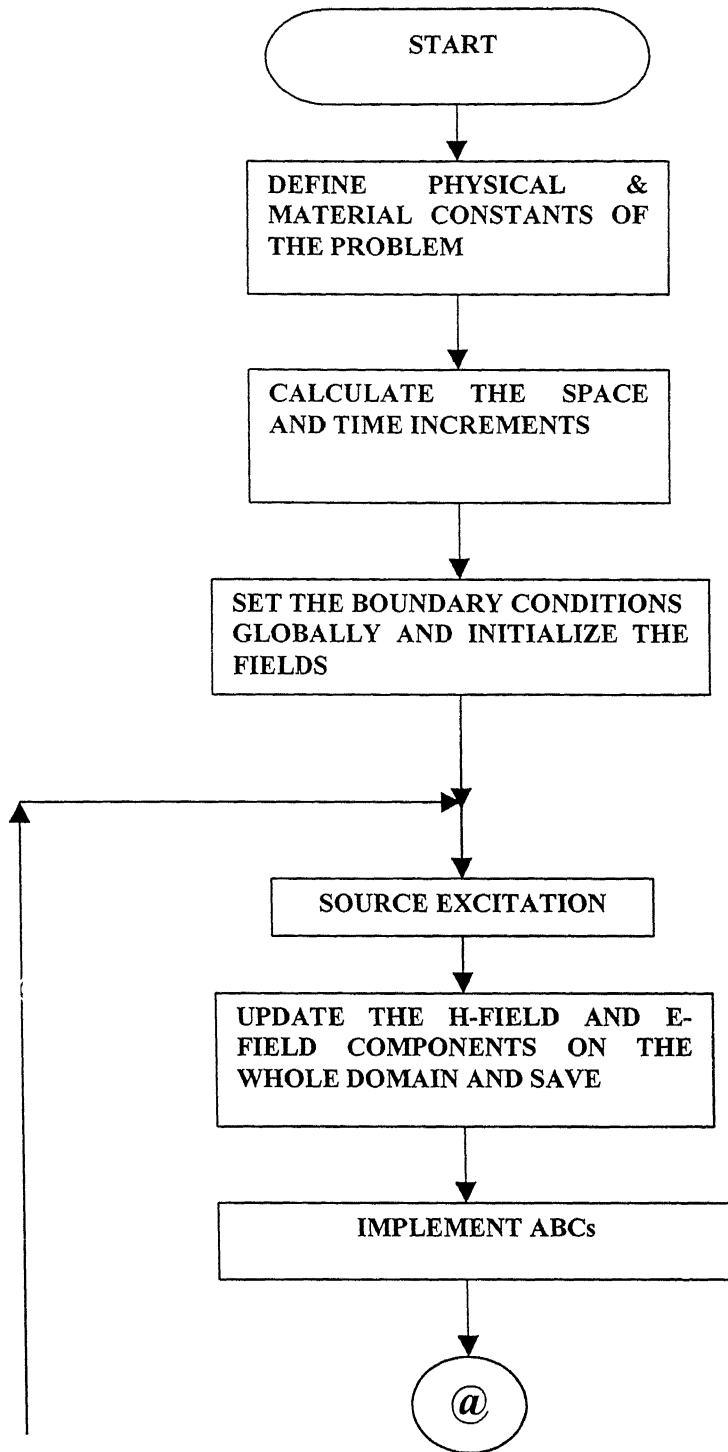 START
DEFINE PHYSICAL &
MATERIAL CONSTANTS OF
THE PROBLEM
CALCULATE THE SPACE
AND TIME INCREMENTS
SET THE BOUNDARY CONDITIONS
GLOBALLY AND INITIALIZE THE
FIELDS
SOURCE EXCITATION
UPDATE THE H-FIELD AND E-
FIELD COMPONENTS ON THE
WHOLE DOMAIN AND SAVE
IMPLEMENT ABCs
@